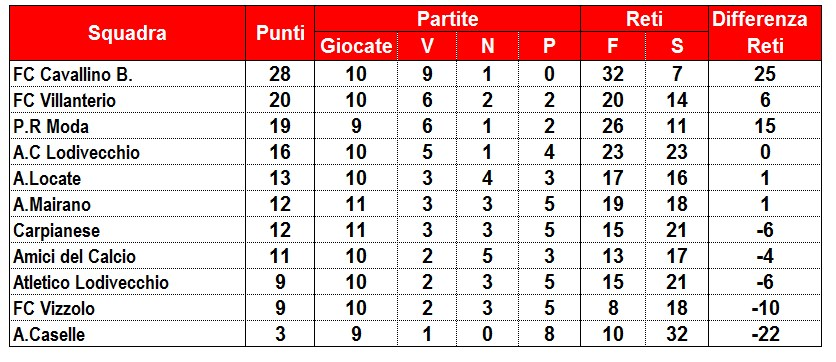 Squadra Punti Partite Reti Differenza Reti
Giocate V N P F S
FC Cavallino B. 28 10 9 1 0 32 7 25
FC Villanterio 20 10 6 2 2 20 14 6
P.R Moda 19 9 6 1 2 26 11 15
A.C Lodivecchio 16 10 5 1 4 23 23 0
A.Locate 13 10 3 4 3 17 16 1
A.Mairano 12 11 3 3 5 19 18 1
Carpianese 12 11 3 3 5 15 21 -6
Amici del Calcio 11 10 2 5 3 13 17 -4
Atletico Lodivecchio 9 10 2 3 5 15 21 -6
FC Vizzolo 9 10 2 3 5 8 18 -10
A.Caselle 3 9 1 0 8 10 32 -22